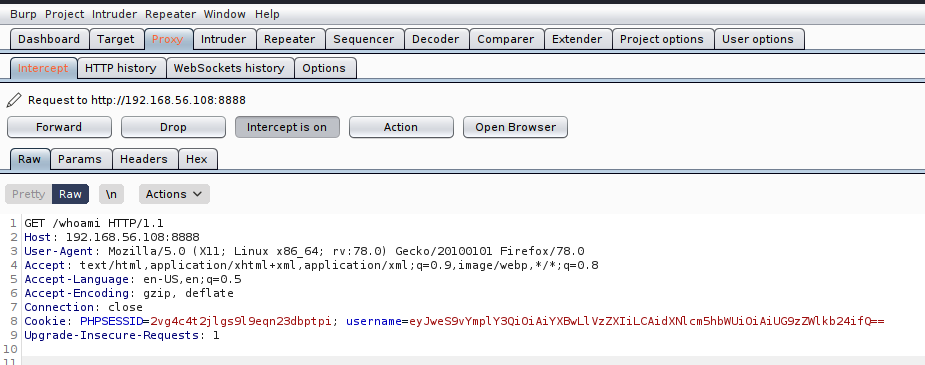 Burp Project Intruder Repeater Window Help
Dashboard Target Proxy Intruder Repeater Sequencer Decoder Comparer Extender Project options User options
Intercept HTTP history WebSockets history Options
Request to http://192.168.56.108:8888
Forward Drop Intercept is on Action Open Browser
Raw Params Headers Hex
Pretty Raw \n Actions
1 GET /whoami HTTP/1.1
2 Host: 192.168.56.108:8888
3 User-Agent: Mozilla/5.0 (X11; Linux x86_64; rv:78.0) Gecko/20100101 Firefox/78.0
4 Accept: text/html,application/xhtml+xml,application/xml;q=0.9,image/webp,*/*;q=0.8
5 Accept-Language: en-US,en;q=0.5
6 Accept-Encoding: gzip, deflate
7 Connection: close
8 Cookie: PHPSESSID=2vg4c4t2jlgs9l9eqn23dbptpi; username=eyJweS9vYmplY3QiOiAiYXBwLlVzZXIiLCAidXNlcm5hbWUiOiAiUG9zZWlkb24ifQ==
9 Upgrade-Insecure-Requests: 1
10
11